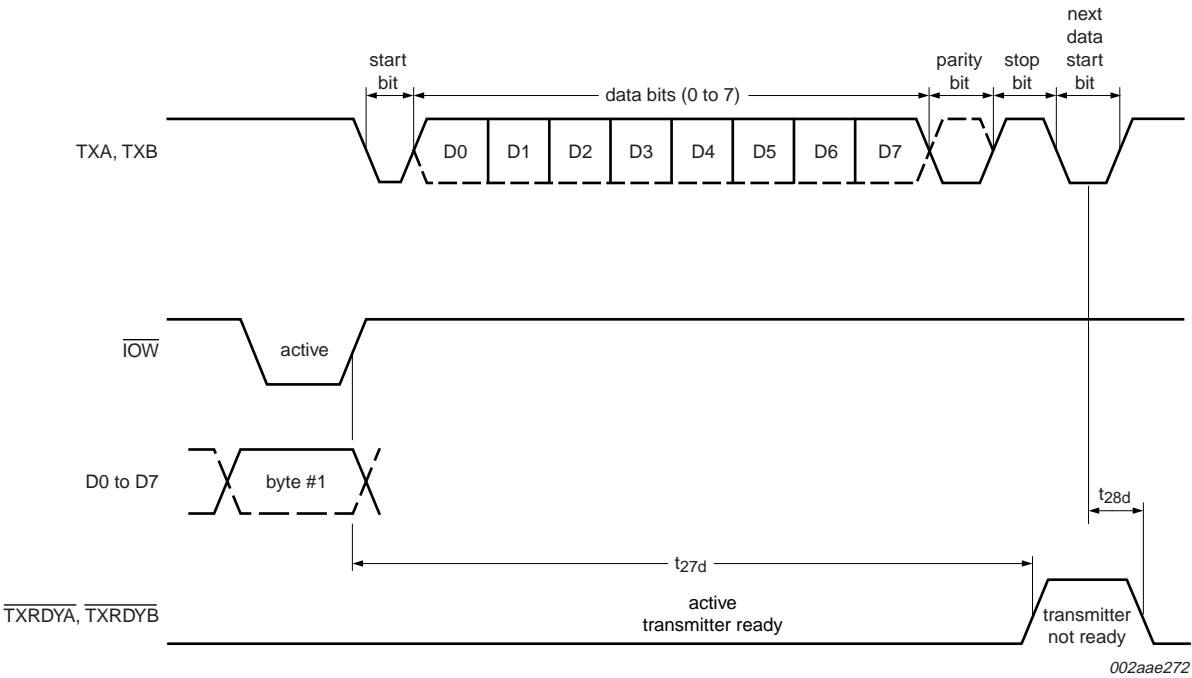 next
data
start
bit
start
bit
parity
bit
stop
bit
data bits (0 to 7)
TXA, TXB
D0 D1 D2 D3 D4 D5 D6 D7
IOW
active
D0 to D7
byte #1
t28d
t27d
TXRDYA, TXRDYB
active
transmitter ready
transmitter
not ready
002aae272